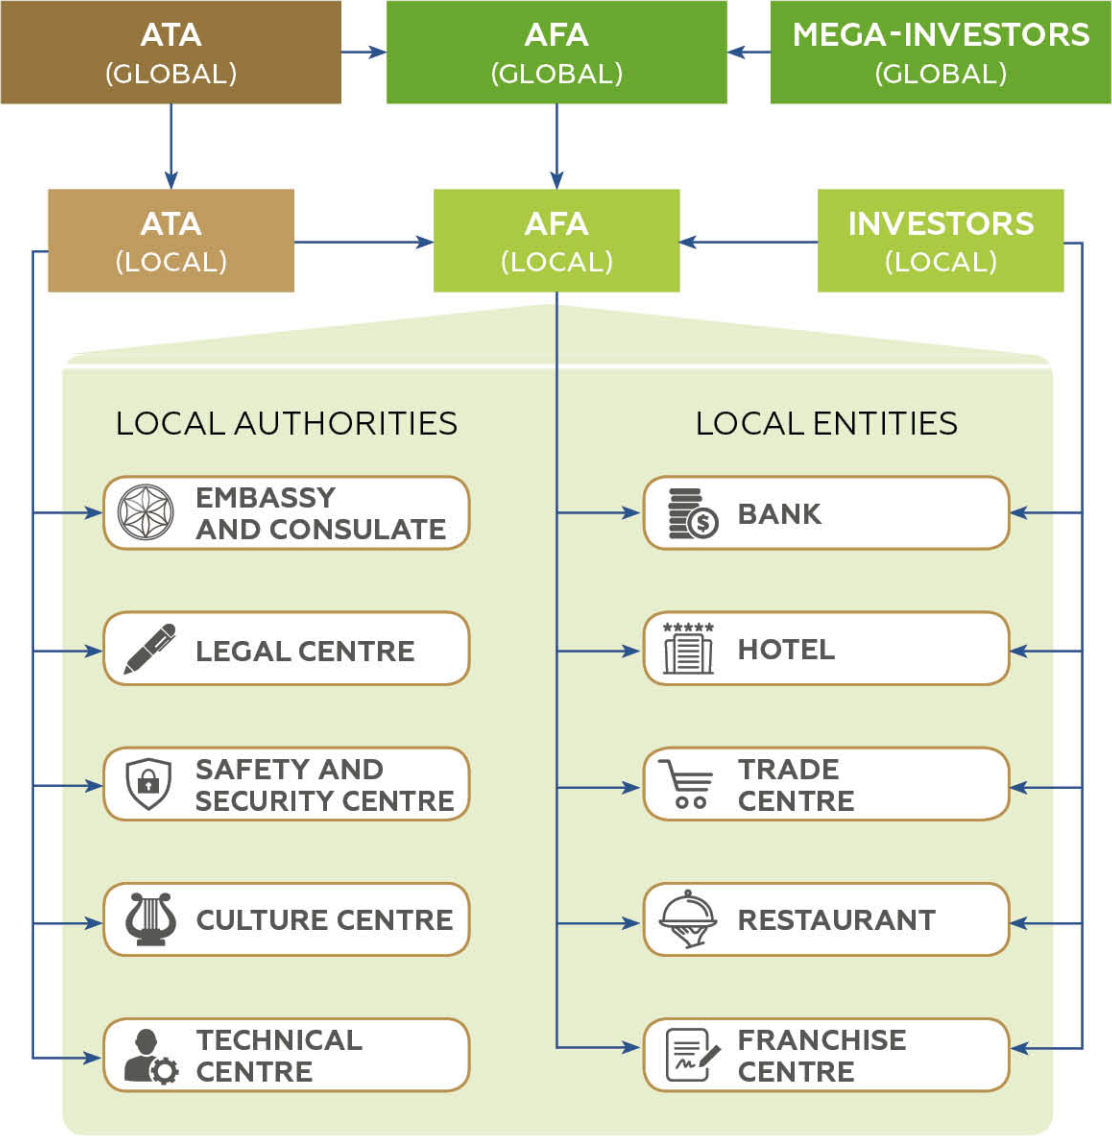 ATA
(GLOBAL)
AFA
(GLOBAL)
MEGA-INVESTORS
(GLOBAL)
ATA
(LOCAL)
AFA
(LOCAL)
INVESTORS
(LOCAL)
LOCAL AUTHORITIES
EMBASSY
AND CONSULATE
LEGAL CENTRE
SAFETY AND
SECURITY CENTRE
CULTURE CENTRE
TECHNICAL
CENTRE
LOCAL ENTITIES
$
BANK
HOTEL
TRADE
CENTRE
RESTAURANT
FRANCHISE
CENTRE